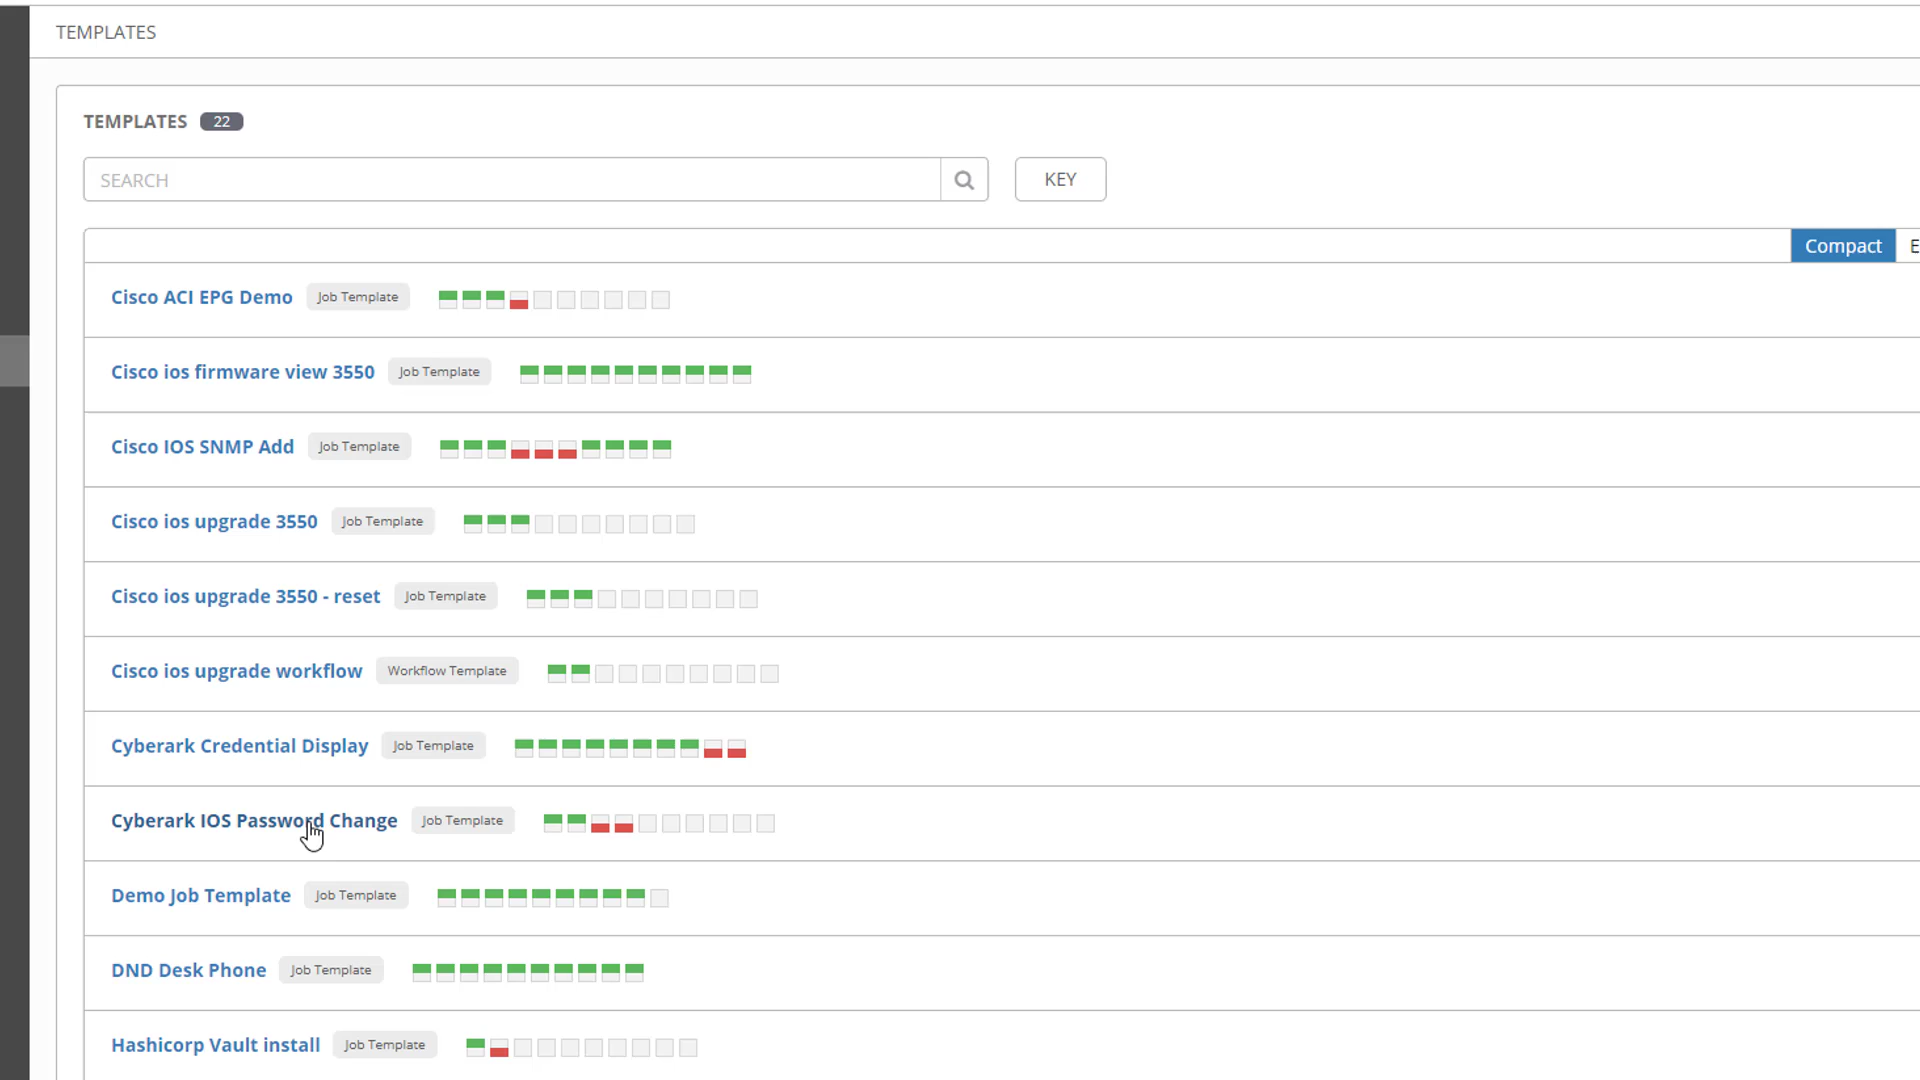 TEMPLATES
TEMPLATES 22
SEARCH KEY
Compact E
Cisco ACI EPG Demo Job Template
Cisco ios firmware view 3550 Job Template
Cisco IOS SNMP Add Job Template
Cisco ios upgrade 3550 Job Template
Cisco ios upgrade 3550 - reset Job Template
Cisco ios upgrade workflow Workflow Template
Cyberark Credential Display Job Template
Cyberark IOS Password Change Job Template
Demo Job Template Job Template
DND Desk Phone Job Template
Hashicorp Vault install Job Template